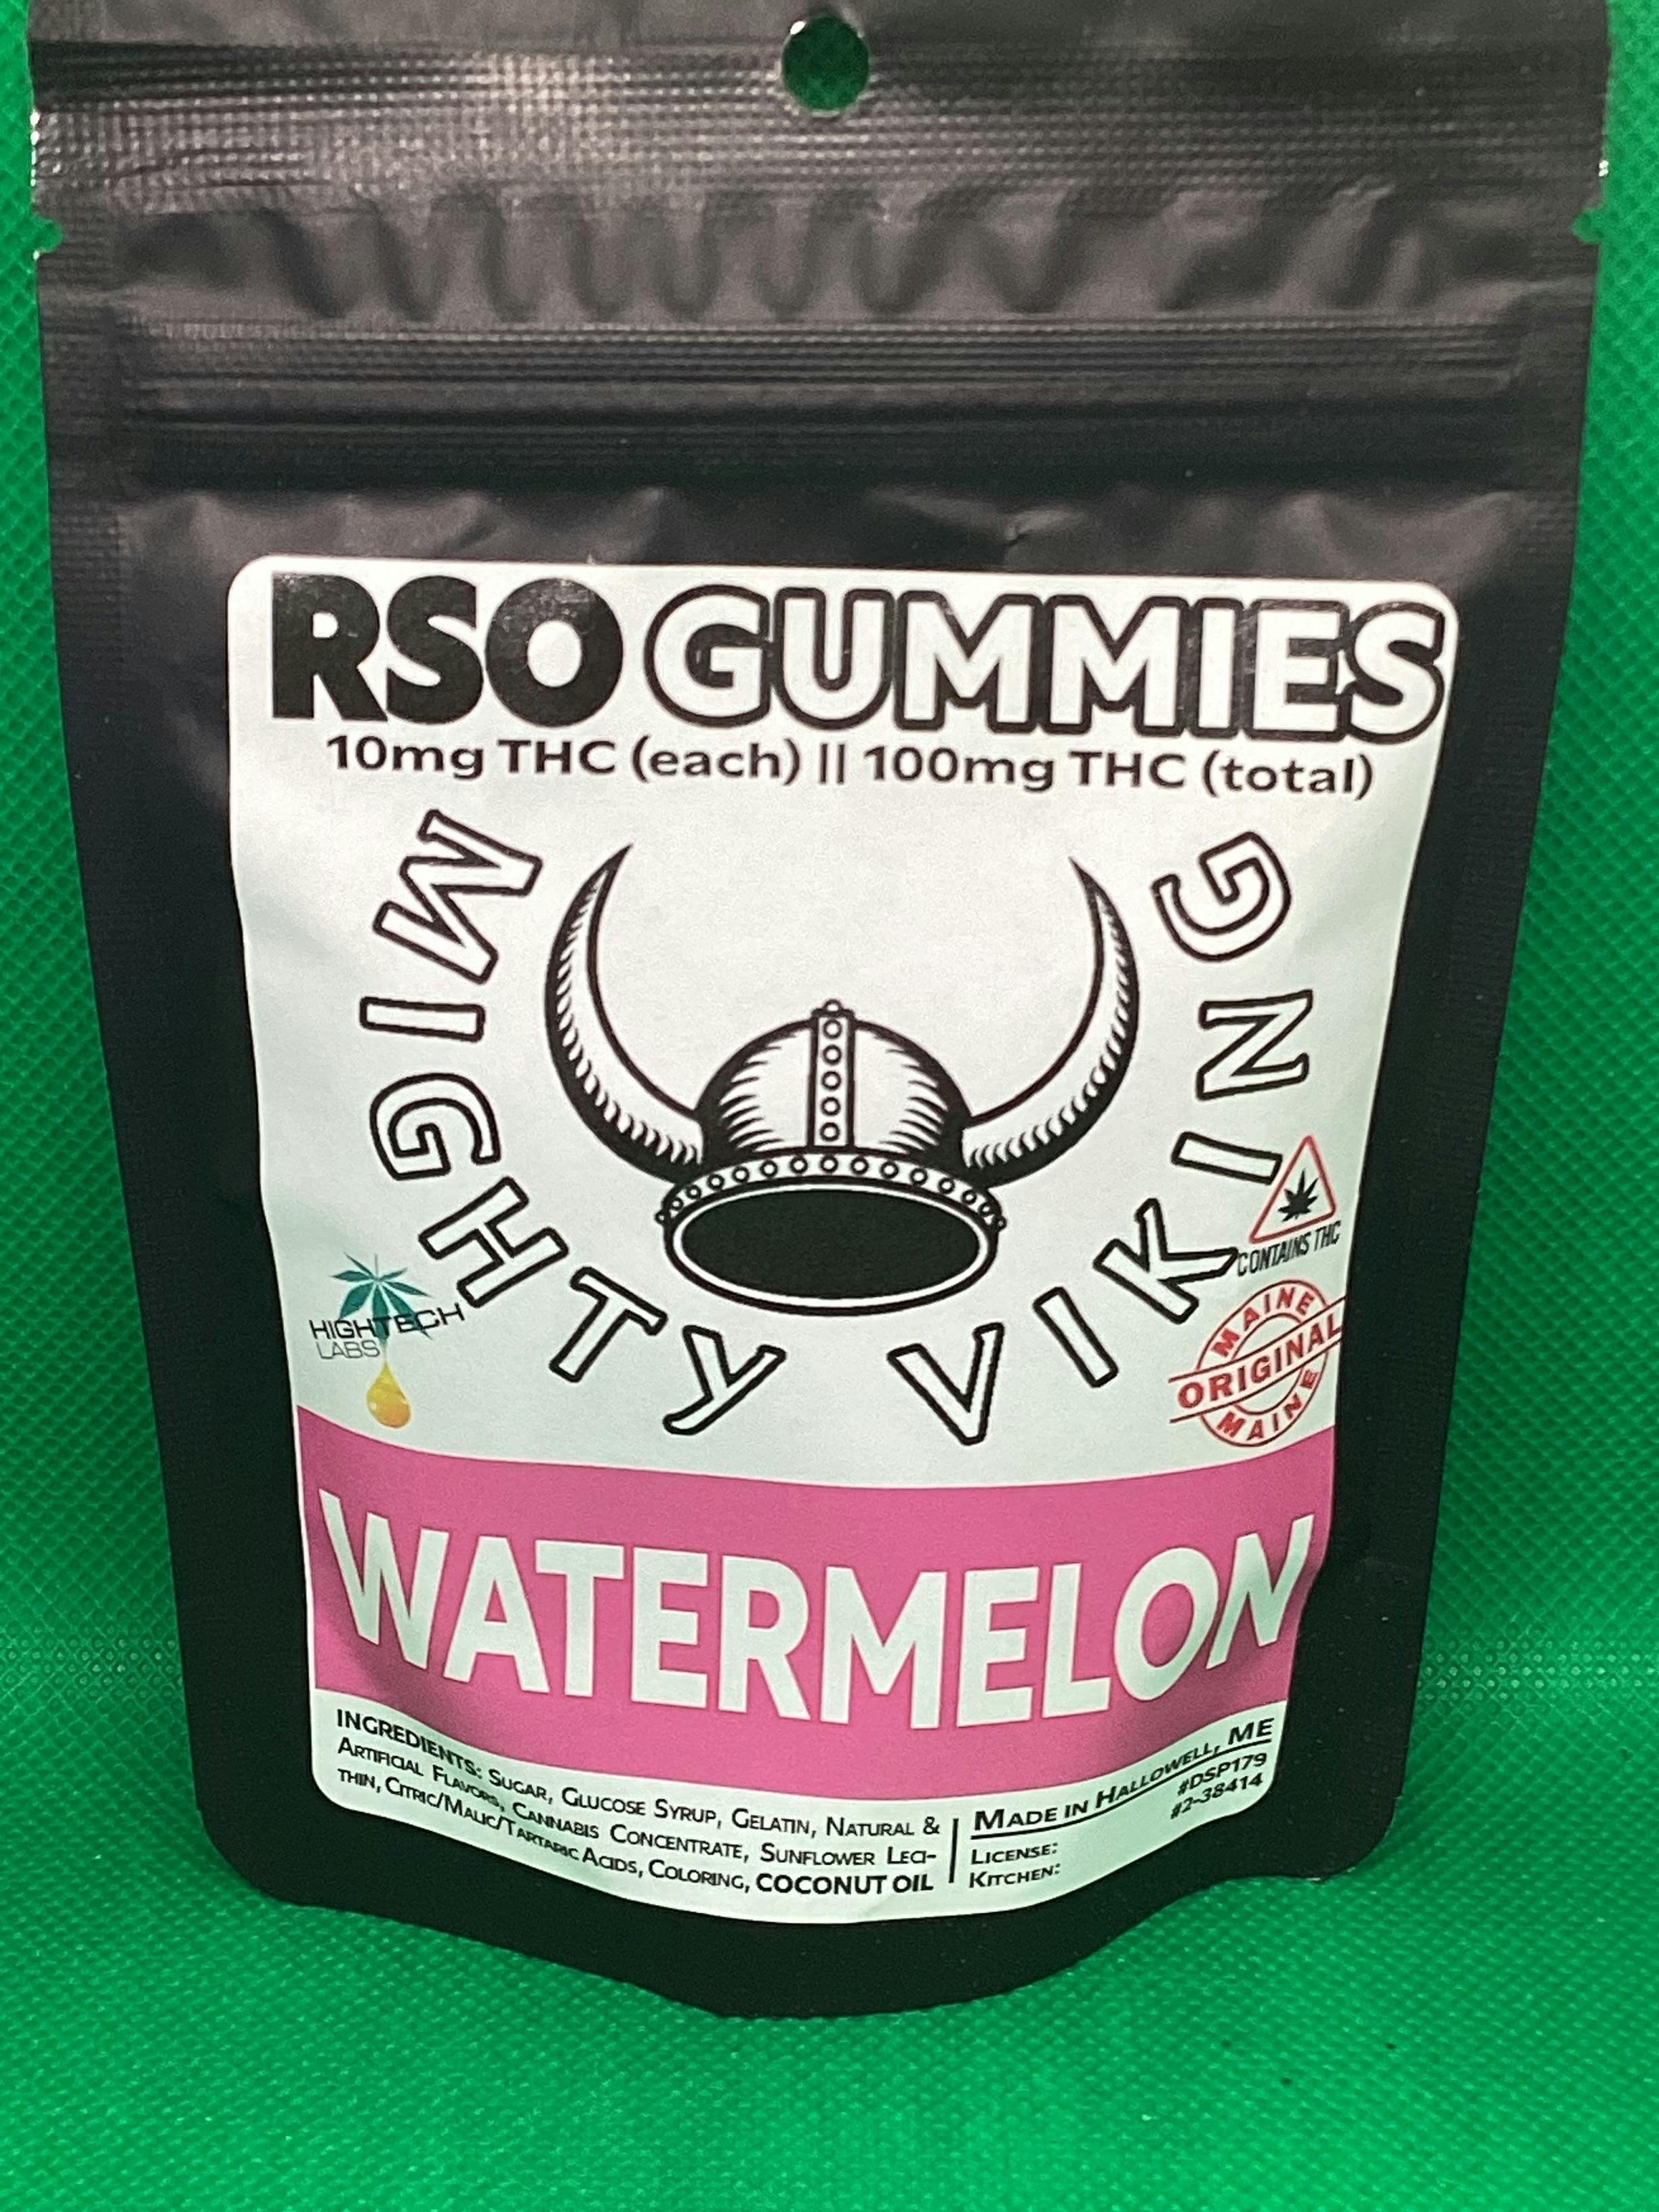 RSO GUMMIES
10mg THC (each) || 100mg THC (total)
MIGHTY VIKING
CONTAINS THC
HIGHTECH
LABS
MAINE
ORIGINAL
MAINE
WATERMELON
INGREDIENTS: SUGAR, GLUCOSE SYRUP, GELATIN, NATURAL &
ARTIFICIAL FLAVORS, CANNABIS CONCENTRATE, SUNFLOWER LECI-
THIN, CITRIC/MALIC/TARTARIC ACIDS, COLORING, COCONUT OIL
MADE IN HALLOWELL, ME
LICENSE: #DSP179
KITCHEN: #2-38414